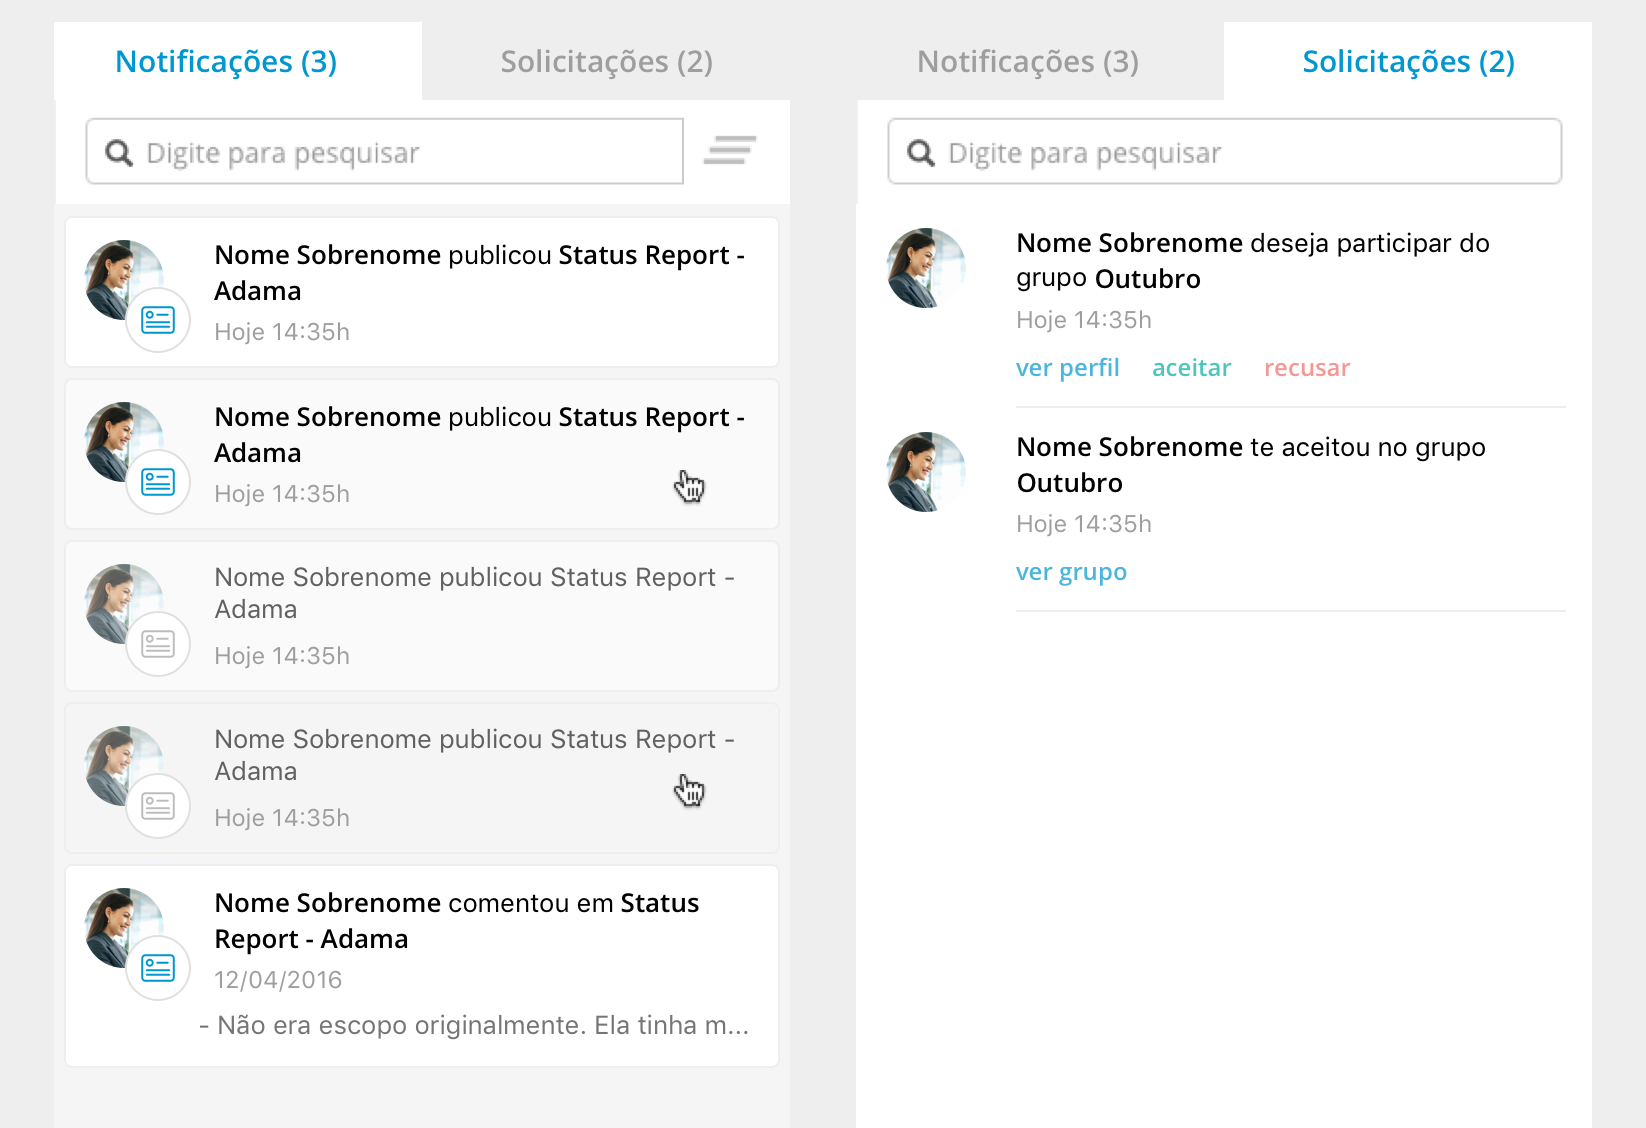 Notificações (3)
Solicitações (2)
Digite para pesquisar
Nome Sobrenome publicou Status Report -
Adama
Hoje 14:35h
Nome Sobrenome publicou Status Report -
Adama
Hoje 14:35h
Nome Sobrenome publicou Status Report -
Adama
Hoje 14:35h
Nome Sobrenome publicou Status Report -
Adama
Hoje 14:35h
Nome Sobrenome comentou em Status
Report - Adama
12/04/2016
- Não era escopo originalmente. Ela tinha m...
Notificações (3)
Solicitações (2)
Digite para pesquisar
Nome Sobrenome deseja participar do
grupo Outubro
Hoje 14:35h
ver perfil aceitar recusar
Nome Sobrenome te aceitou no grupo
Outubro
Hoje 14:35h
ver grupo